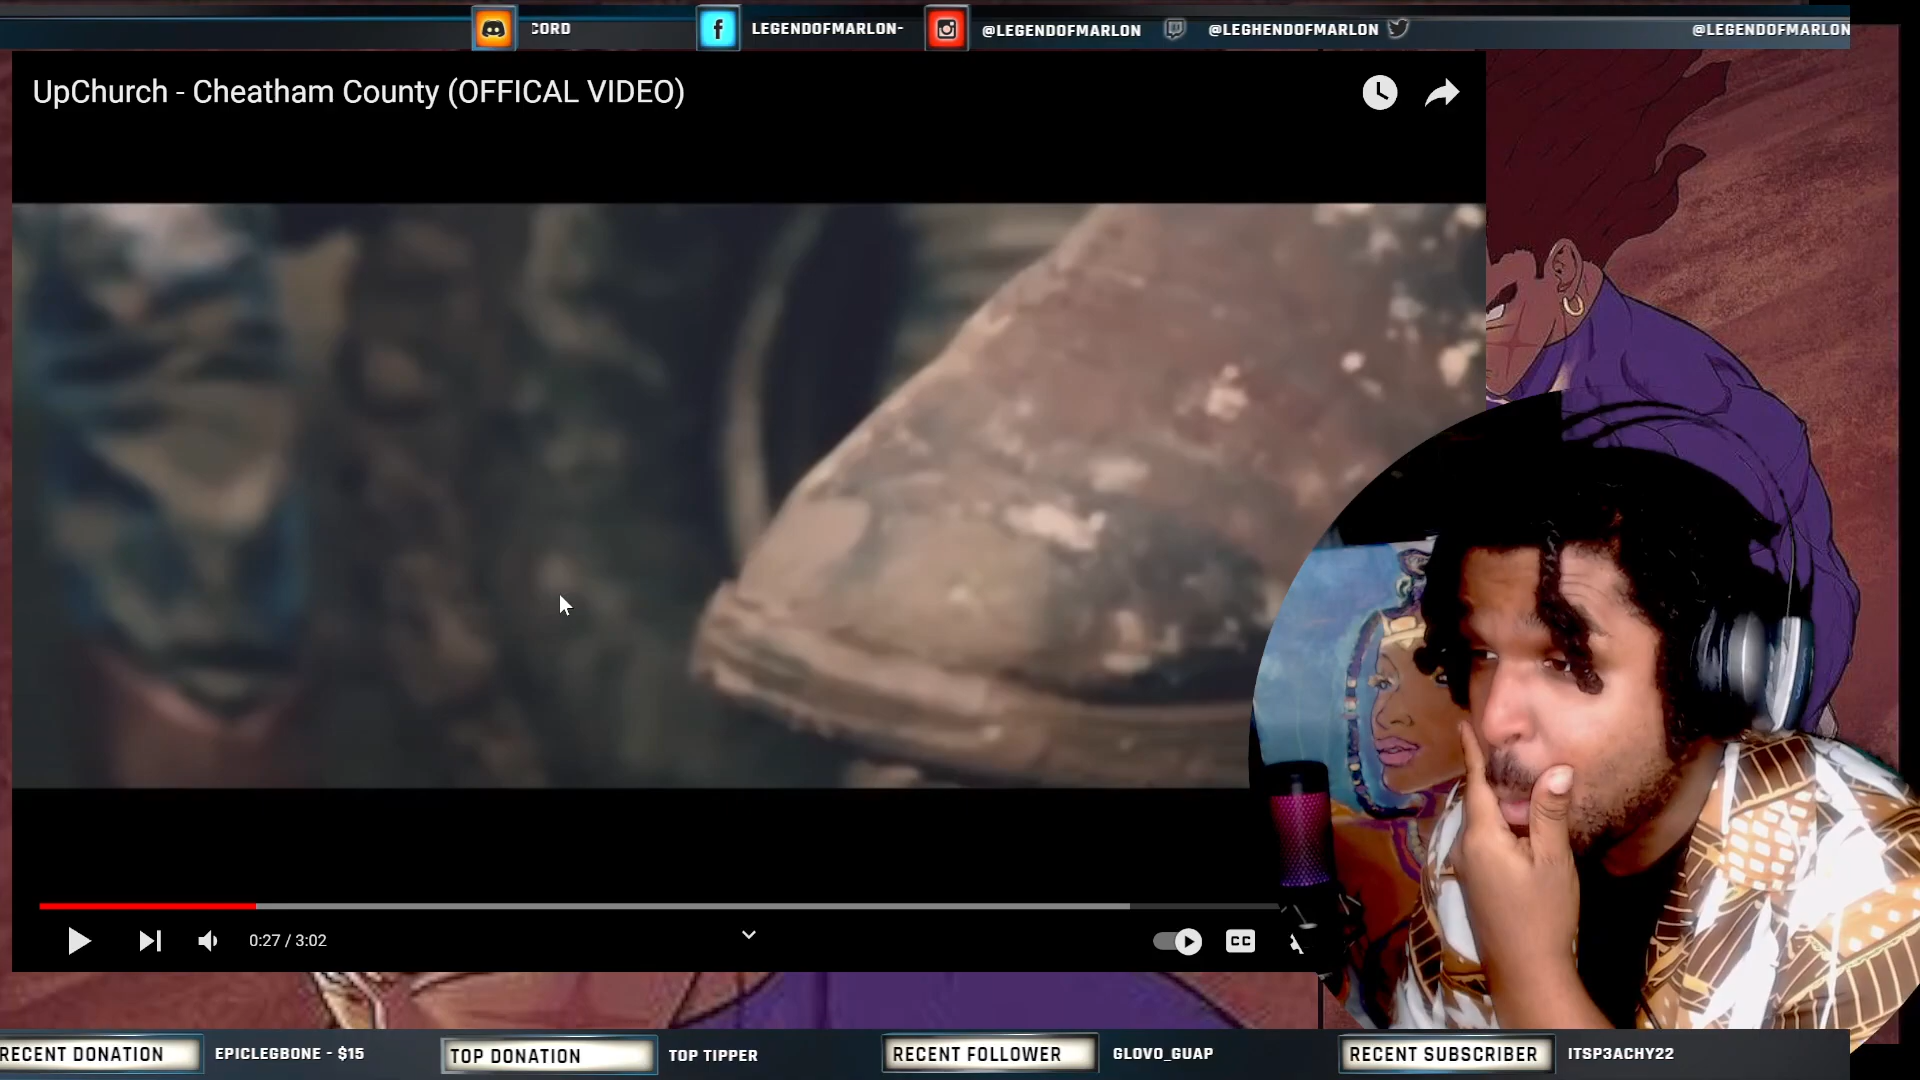 CORD
LEGENDOFMARLON-
@LEGENDOFMARLON
@LEGHENDOFMARLON
@LEGENDOFMARLON
UpChurch - Cheatham County (OFFICAL VIDEO)
0:27 / 3:02
CC
RECENT DONATION
EPICLEGBONE - $15
TOP DONATION
TOP TIPPER
RECENT FOLLOWER
GLOVO_GUAP
RECENT SUBSCRIBER
ITSP3ACHY22